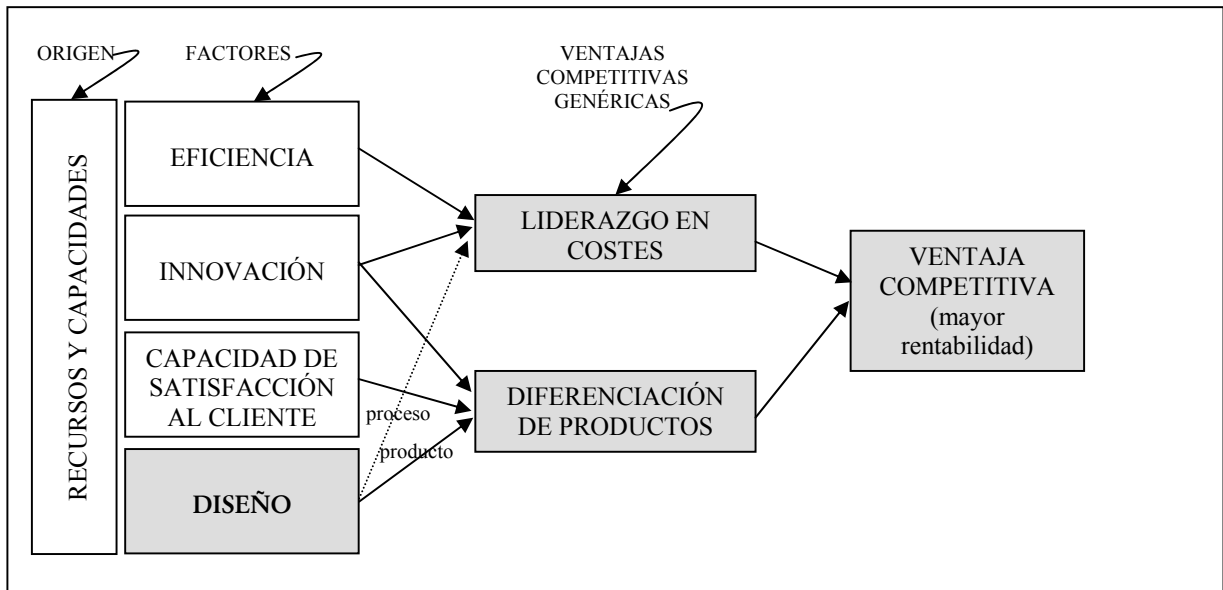 ORIGEN
FACTORES
VENTAJAS
COMPETITIVAS
GENÉRICAS
RECURSOS Y CAPACIDADES
EFICIENCIA
INNOVACIÓN
CAPACIDAD DE
SATISFACCIÓN
AL CLIENTE
DISEÑO
proceso
producto
LIDERAZGO EN
COSTES
DIFERENCIACIÓN
DE PRODUCTOS
VENTAJA
COMPETITIVA
(mayor
rentabilidad)